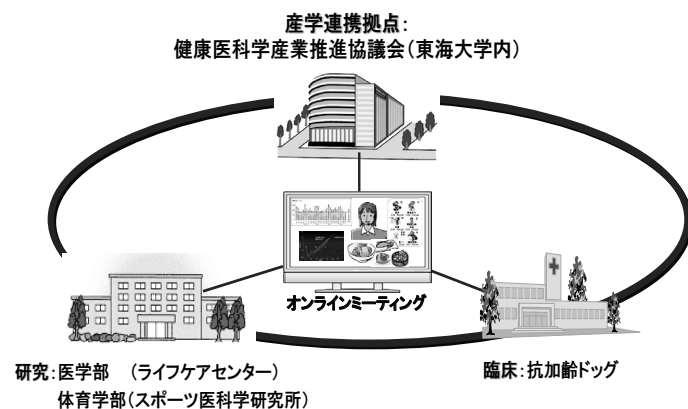 産学連携拠点:
健康医科学産業推進協議会(東海大学内)
オンラインミーティング
研究:医学部 (ライフケアセンター)
体育学部(スポーツ医科学研究所)
臨床:抗加齢ドッグ